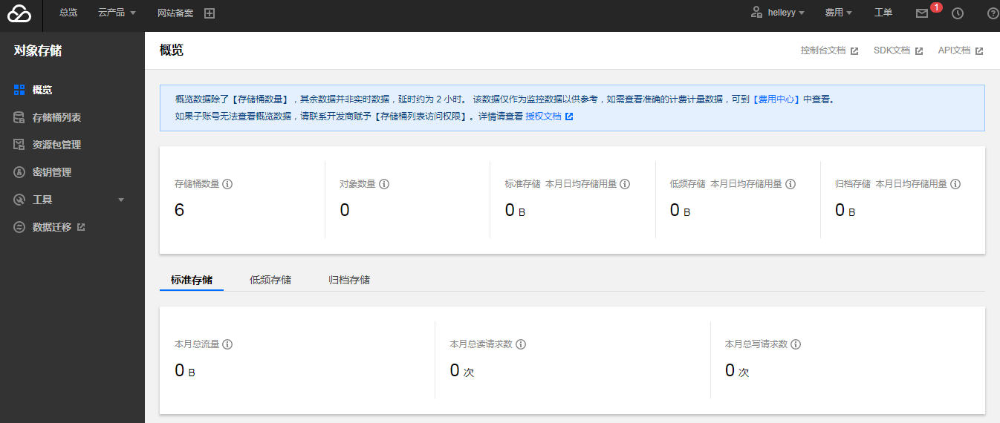 总览 云产品 网站备案 helleyy 费用 工单 1
对象存储
概览
存储桶列表
资源包管理
密钥管理
工具
数据迁移
概览 控制台文档 SDK文档 API文档
概览数据除了【存储桶数量】，其余数据并非实时数据，延时约为 2 小时。 该数据仅作为监控数据以供参考，如需查看准确的计费计量数据，可到【费用中心】中查看。
如果子账号无法查看概览数据，请联系开发商赋予【存储桶列表访问权限】。详情请查看 授权文档
存储桶数量 对象数量 标准存储 本月日均存储用量 低频存储 本月日均存储用量 归档存储 本月日均存储用量
6 0 0 B 0 B 0 B
标准存储 低频存储 归档存储
本月总流量 本月总读请求数 本月总写请求数
0 B 0 次 0 次